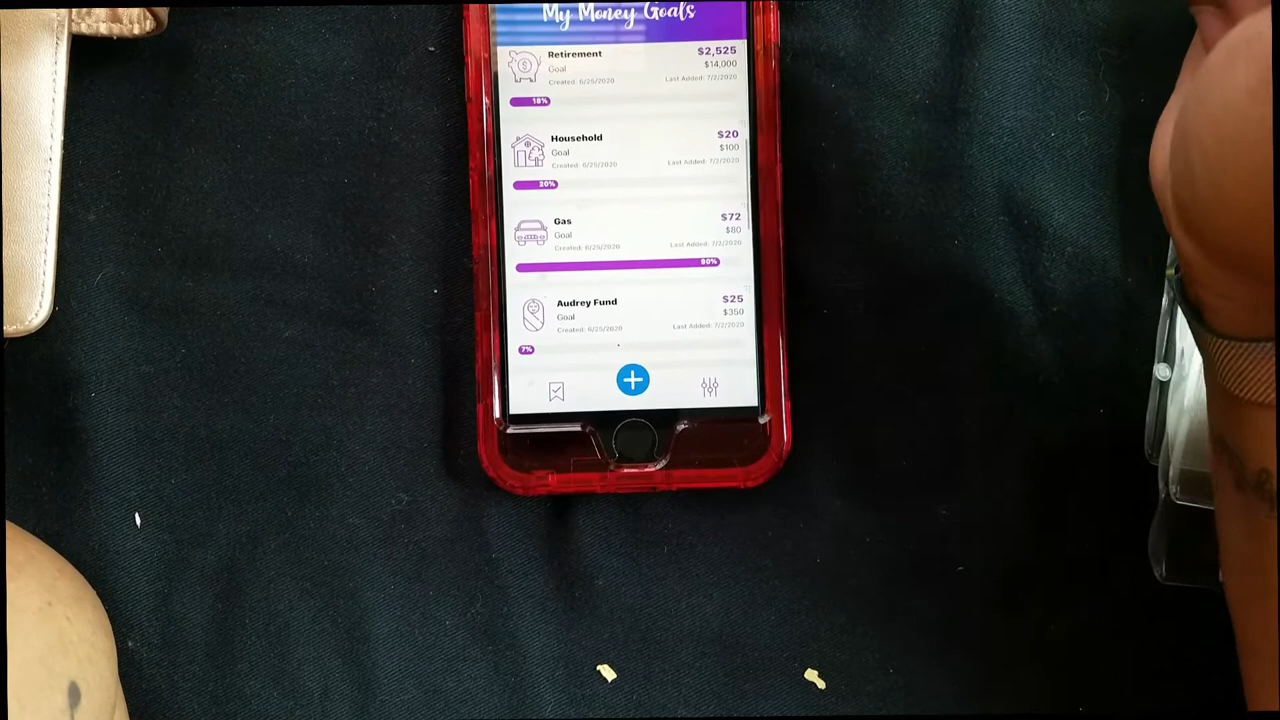 My Money Goals
Retirement $2,525
Goal $14,000
Created: 6/25/2020 Last Added: 7/2/2020
18%
Household $20
Goal $100
Created: 6/25/2020 Last Added: 7/2/2020
20%
Gas $72
Goal $80
Created: 6/25/2020 Last Added: 7/2/2020
90%
Audrey Fund $25
Goal $350
Created: 6/25/2020 Last Added: 7/2/2020
7%